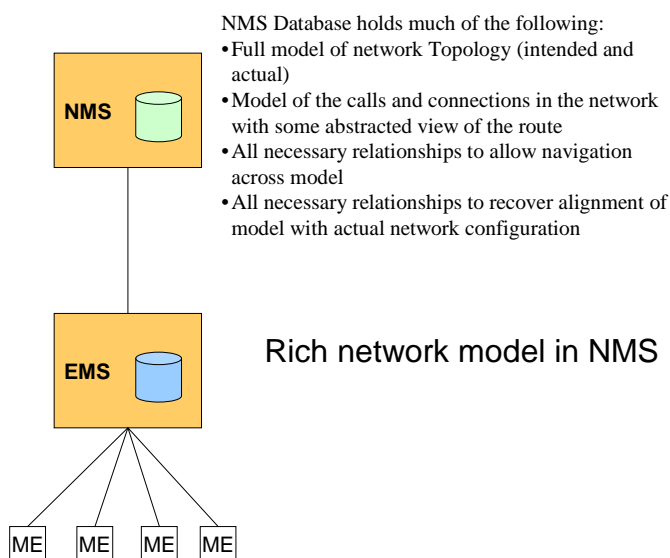 NMS Database holds much of the following:
•Full model of network Topology (intended and
actual)
•Model of the calls and connections in the network
with some abstracted view of the route
•All necessary relationships to allow navigation
across model
•All necessary relationships to recover alignment of
model with actual network configuration
NMS
Rich network model in NMS
EMS
ME
ME
ME
ME